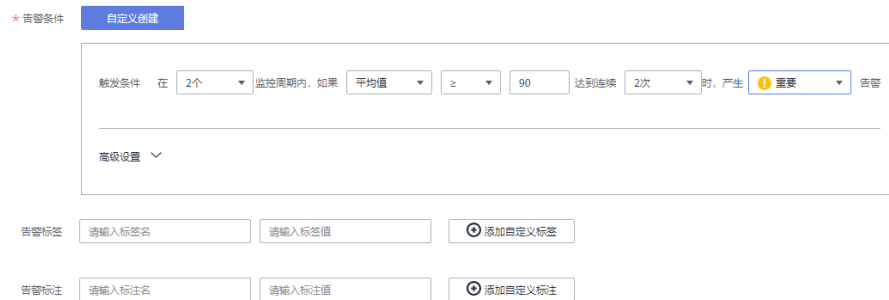 * 告警条件 自定义创建
触发条件 在 2个 监控周期内，如果 平均值 ≥ 90 达到连续 2次 时，产生 重要 告警
高级设置
告警标签 请输入标签名 请输入标签值 添加自定义标签
告警标注 请输入标注名 请输入标注值 添加自定义标注